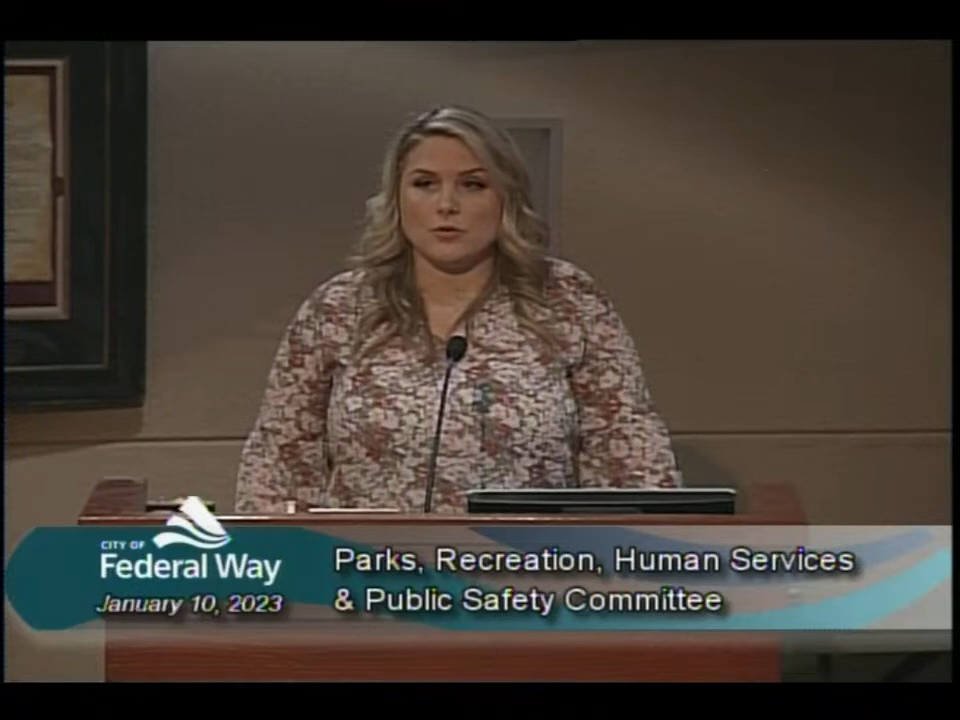 CITY OF
Federal Way
January 10, 2023
Parks, Recreation, Human Services
& Public Safety Committee